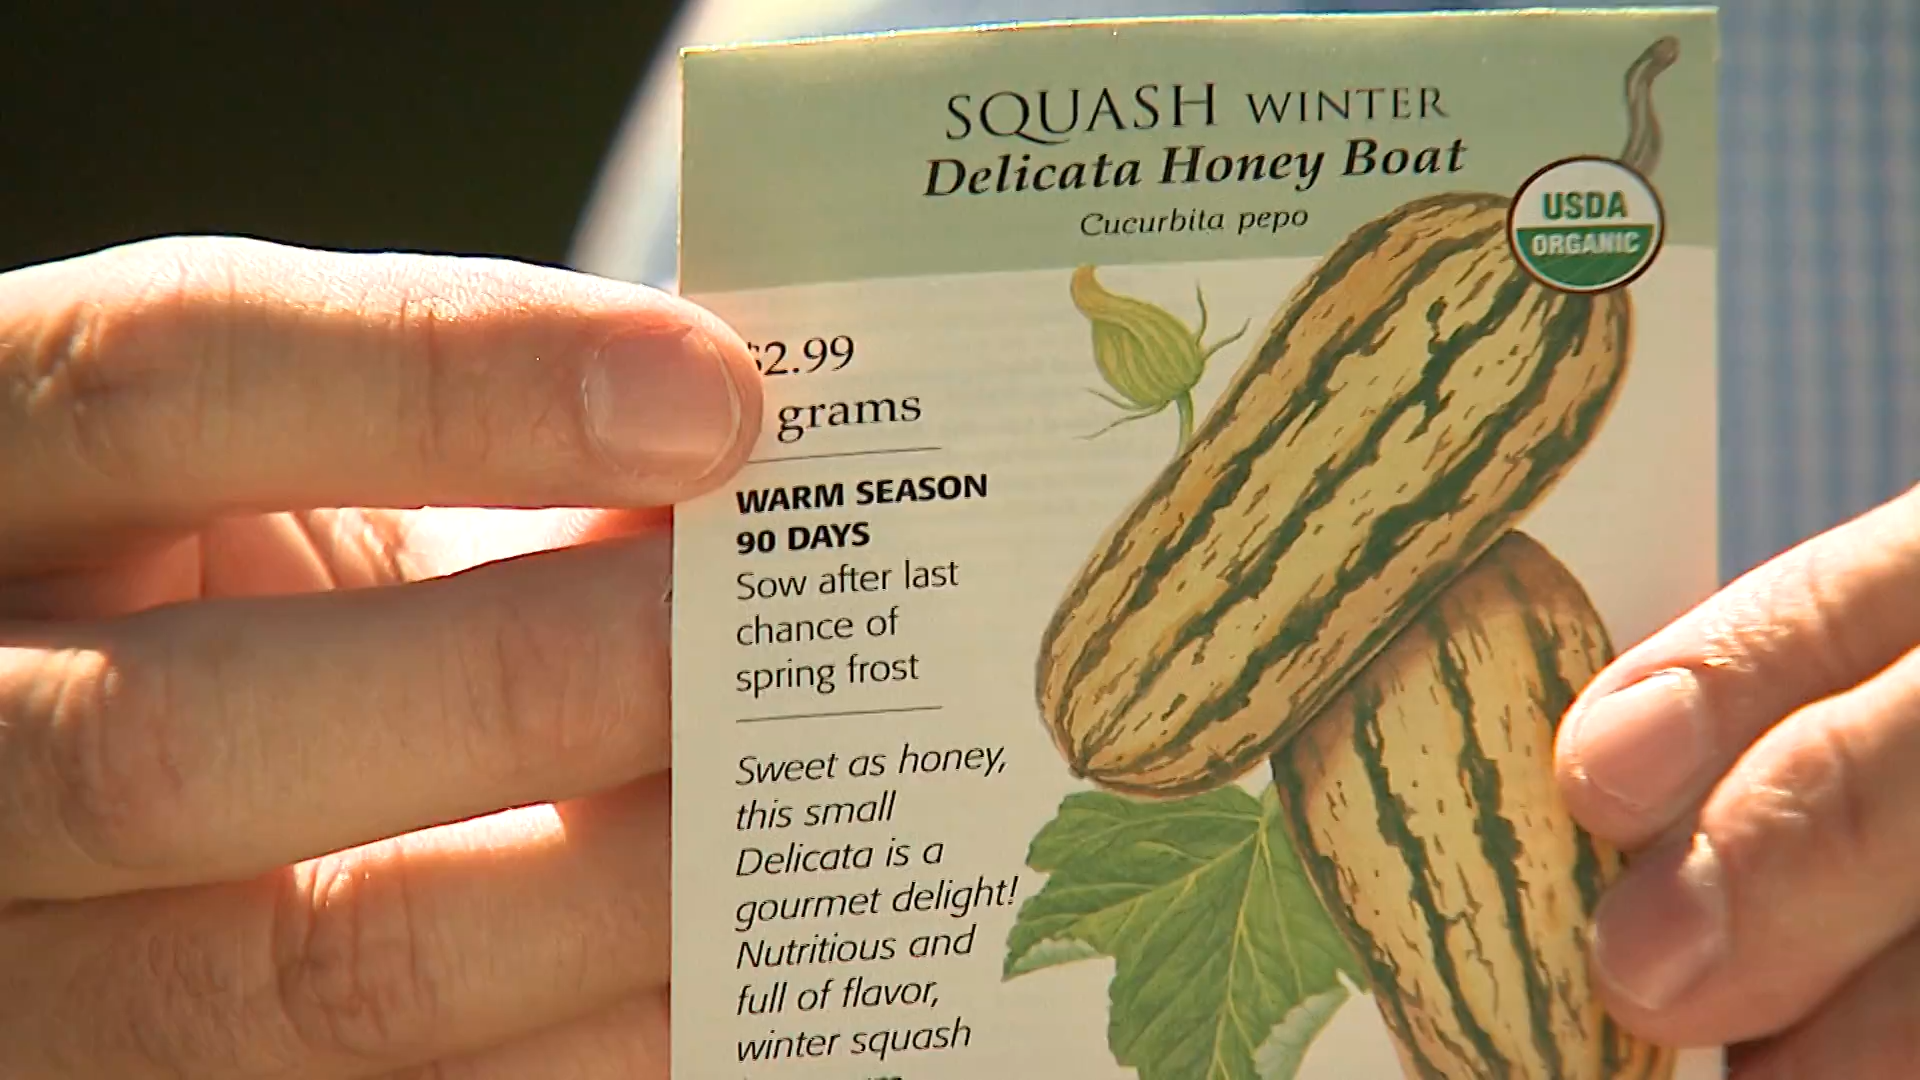 SQUASH WINTER
Delicata Honey Boat
Cucurbita pepo
USDA
ORGANIC
$2.99
grams
WARM SEASON
90 DAYS
Sow after last
chance of
spring frost
Sweet as honey,
this small
Delicata is a
gourmet delight!
Nutritious and
full of flavor,
winter squash